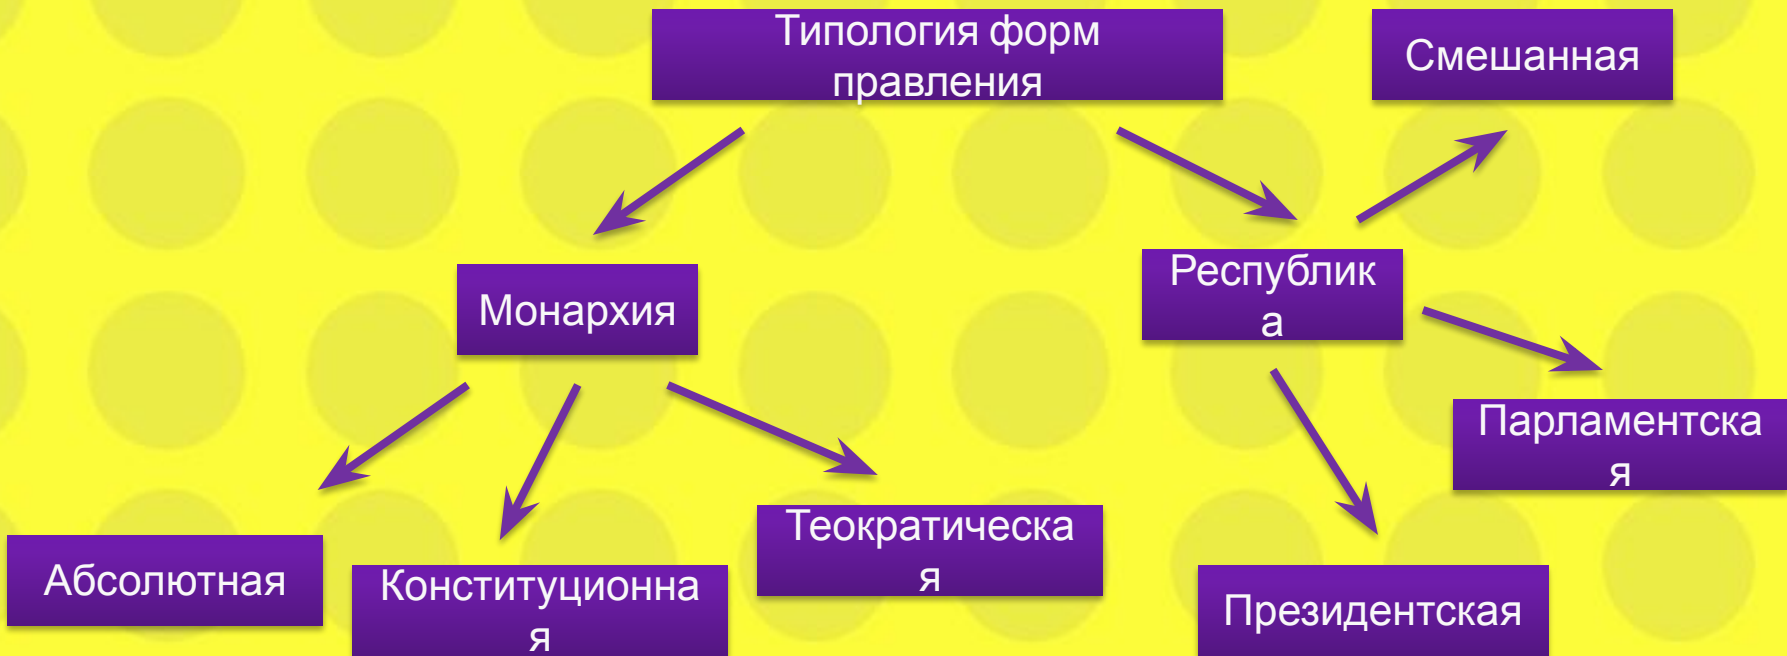 Типология форм
правления
Смешанная
Монархия
Республик
а
Парламентска
я
Абсолютная
Конституционна
я
Теократическа
я
Президентская